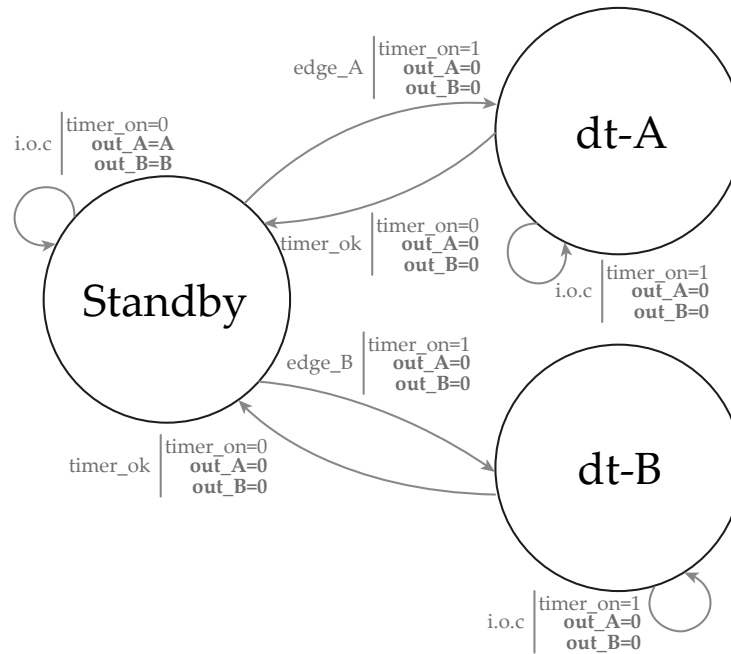 edge_A
timer_on=1
out_A=0
out_B=0
i.o.c
timer_on=0
out_A=A
out_B=B
dt-A
timer_ok
timer_on=0
out_A=0
out_B=0
i.o.c
timer_on=1
out_A=0
out_B=0
Standby
edge_B
timer_on=1
out_A=0
out_B=0
timer_ok
timer_on=0
out_A=0
out_B=0
dt-B
i.o.c
timer_on=1
out_A=0
out_B=0